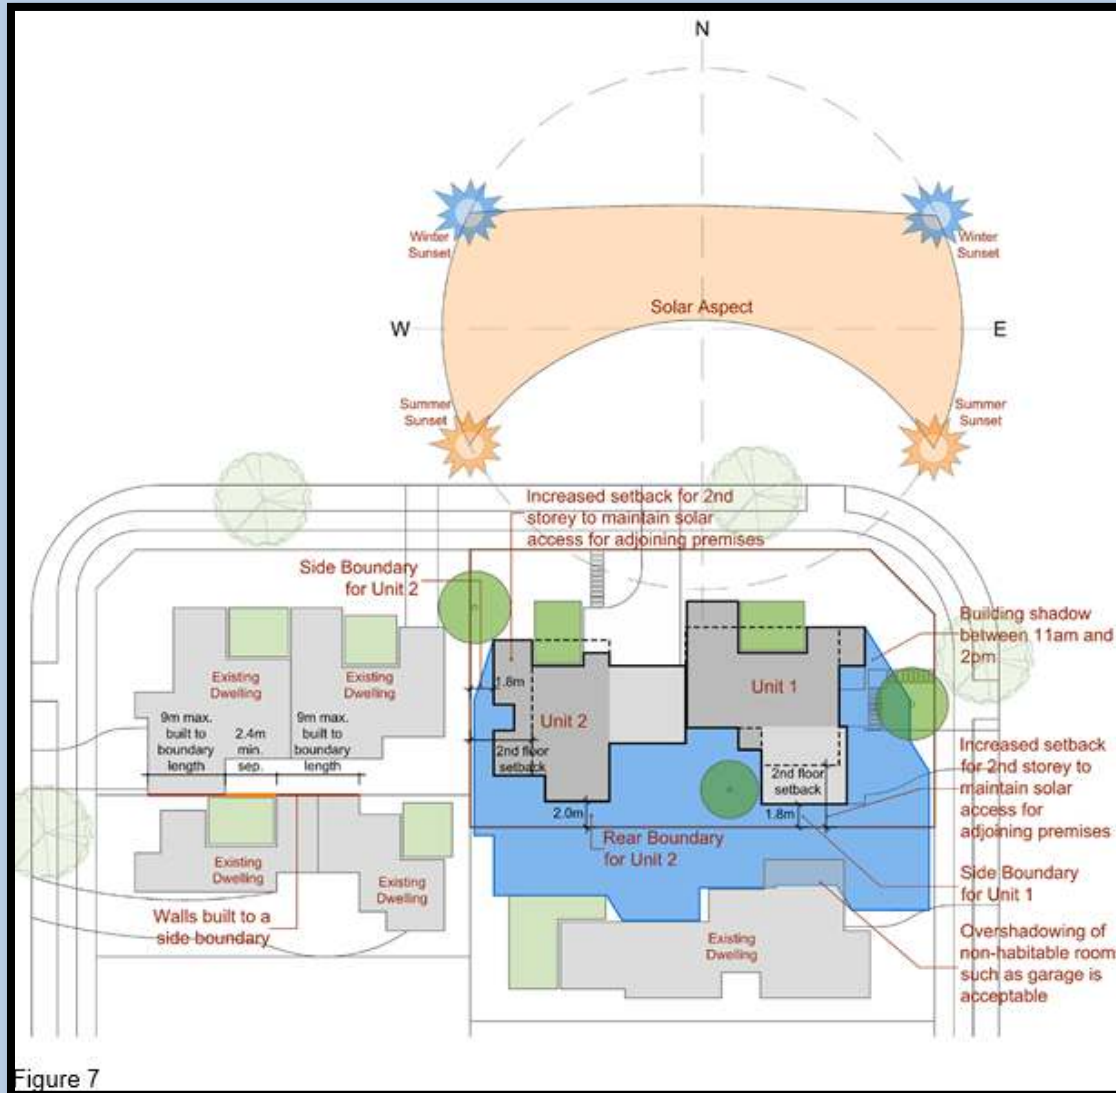 N
Winter
Sunset
Winter
Sunset
Solar Aspect
W
E
Summer
Sunset
Summer
Sunset
Increased setback for 2nd
storey to maintain solar
access for adjoining premises
Side Boundary
for Unit 2
Building shadow
between 11am and
2pm
Existing
Dwelling
Existing
Dwelling
1.8m
Unit 1
Unit 2
9m max.
built to
boundary
length
2.4m
min.
sep.
9m max.
built to
boundary
length
2nd floor
setback
2nd floor
setback
Increased setback
for 2nd storey to
maintain solar
access for
adjoining premises
2.0m
1.8m
Rear Boundary
for Unit 2
Existing
Dwelling
Existing
Dwelling
Side Boundary
for Unit 1
Walls built to a
side boundary
Existing
Dwelling
Overshadowing of
non-habitable room
such as garage is
acceptable
Figure 7